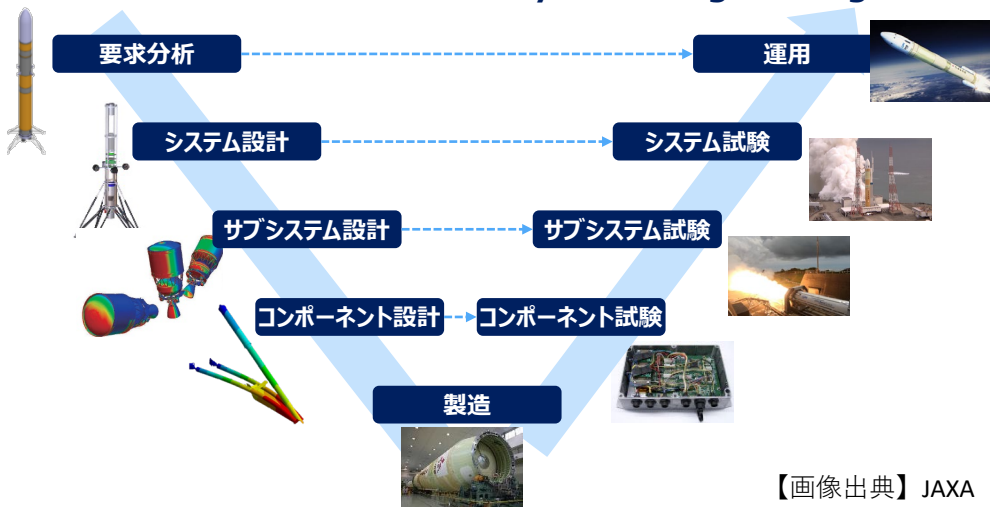 要求分析
運用
システム設計
システム試験
サブシステム設計
サブシステム試験
コンポーネント設計
コンポーネント試験
製造
【画像出典】JAXA